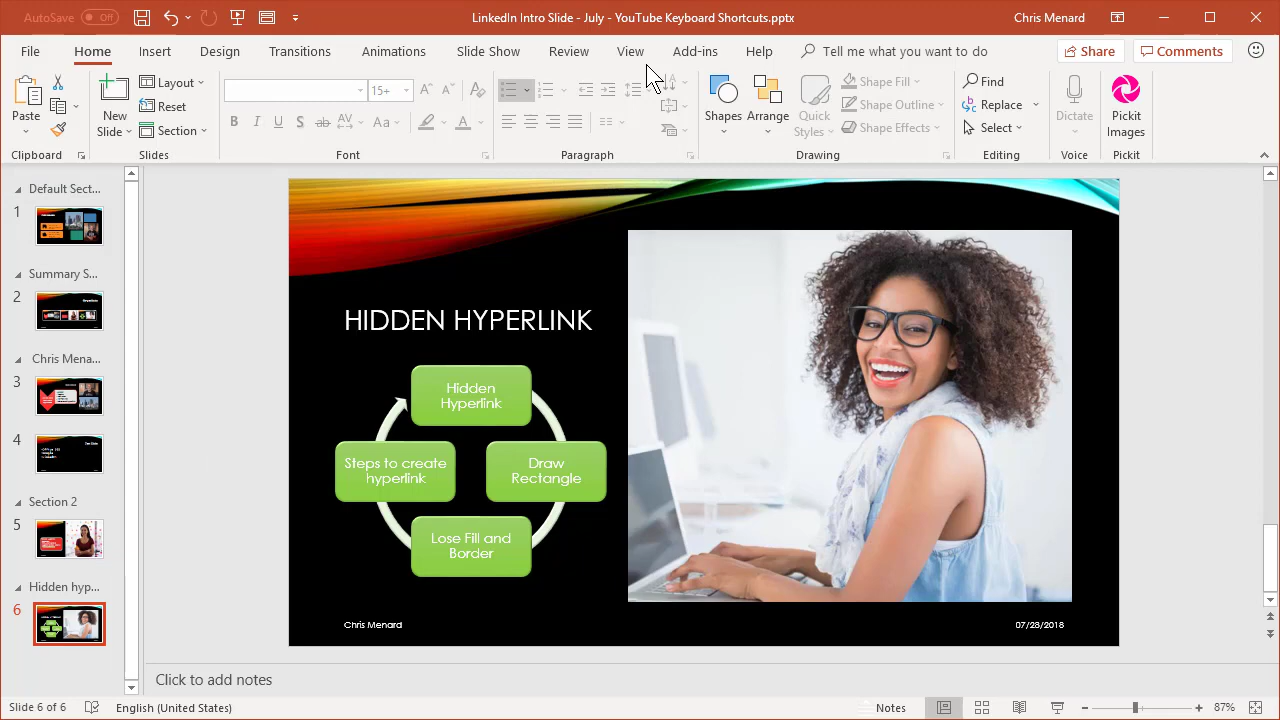 AutoSave Off
LinkedIn Intro Slide - July - YouTube Keyboard Shortcuts.pptx
Chris Menard
File Home Insert Design Transitions Animations Slide Show Review View Add-ins Help Tell me what you want to do Share Comments
Paste
Clipboard
New Slide
Layout
Reset
Section
Slides
15+
Font
Paragraph
Shapes
Arrange
Quick Styles
Shape Fill
Shape Outline
Shape Effects
Drawing
Find
Replace
Select
Editing
Dictate
Voice
Pickit Images
Pickit
Default Sect...
1
Summary S...
2
Chris Mena...
3
4
Section 2
5
Hidden hyp...
6
HIDDEN HYPERLINK
Hidden
Hyperlink
Steps to create
hyperlink
Draw
Rectangle
Lose Fill and
Border
Chris Menard
07/28/2018
Click to add notes
Slide 6 of 6 English (United States) Notes 87%